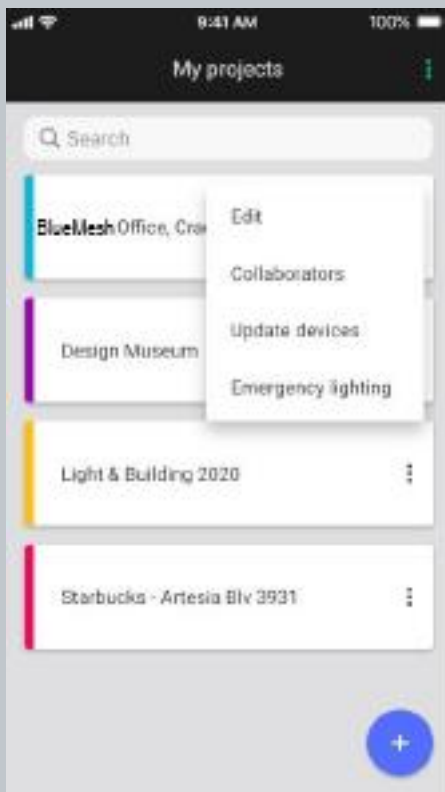 9:41 AM
100%
My projects
Search
BlueMesh Office, Cra
Edit
Collaborators
Update devices
Design Museum
Emergency lighting
Light & Building 2020
Starbucks - Artesia Blv 3931